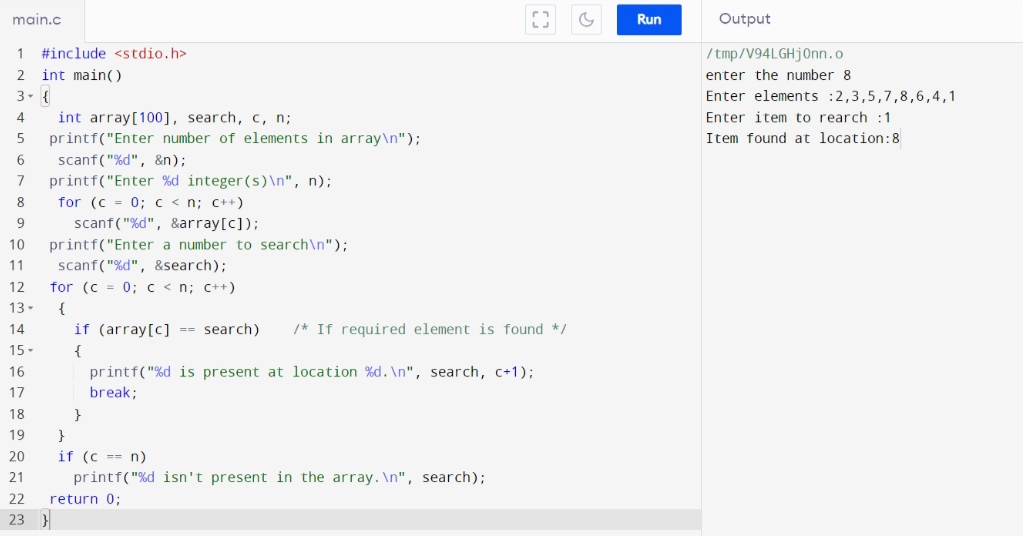 main.c
Run
Output
1 #include <stdio.h>
2 int main()
3 {
4 int array[100], search, c, n;
5 printf("Enter number of elements in array\n");
6 scanf("%d", &n);
7 printf("Enter %d integer(s)\n", n);
8 for (c = 0; c < n; c++)
9 scanf("%d", &array[c]);
10 printf("Enter a number to search\n");
11 scanf("%d", &search);
12 for (c = 0; c < n; c++)
13 {
14 if (array[c] == search)    /* If required element is found */
15 {
16 printf("%d is present at location %d.\n", search, c+1);
17 break;
18 }
19 }
20 if (c == n)
21 printf("%d isn't present in the array.\n", search);
22 return 0;
23 }
/tmp/V94LGHjOnn.o
enter the number 8
Enter elements :2,3,5,7,8,6,4,1
Enter item to rearch :1
Item found at location:8